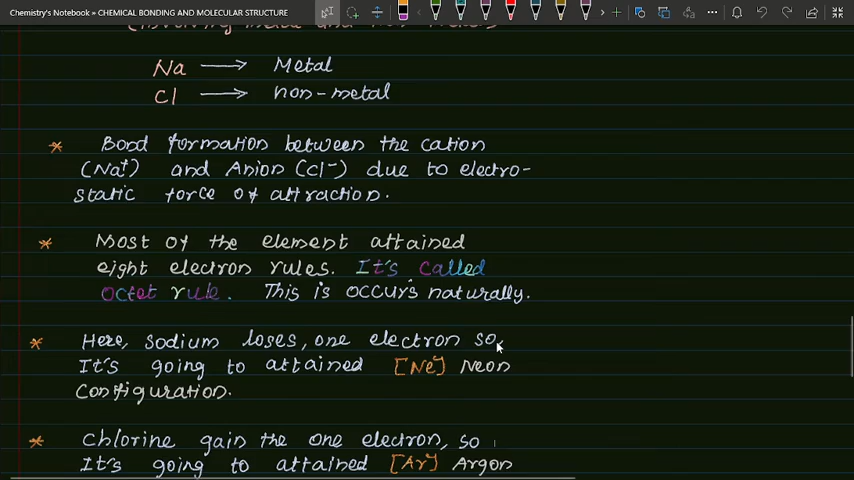 Chemistry's Notebook » CHEMICAL BONDING AND MOLECULAR STRUCTURE
Na → Metal
Cl → non-metal
* Bond formation between the cation
(Na⁺) and Anion (Cl⁻) due to electro-
static force of attraction.
* Most of the element attained
eight electron rules. It's called
octet rule. This is occurs naturally.
* Here, sodium loses, one electron so,
It's going to attained [Ne] Neon
Configuration.
* Chlorine gain the one electron, so
It's going to attained [Ar] Argon